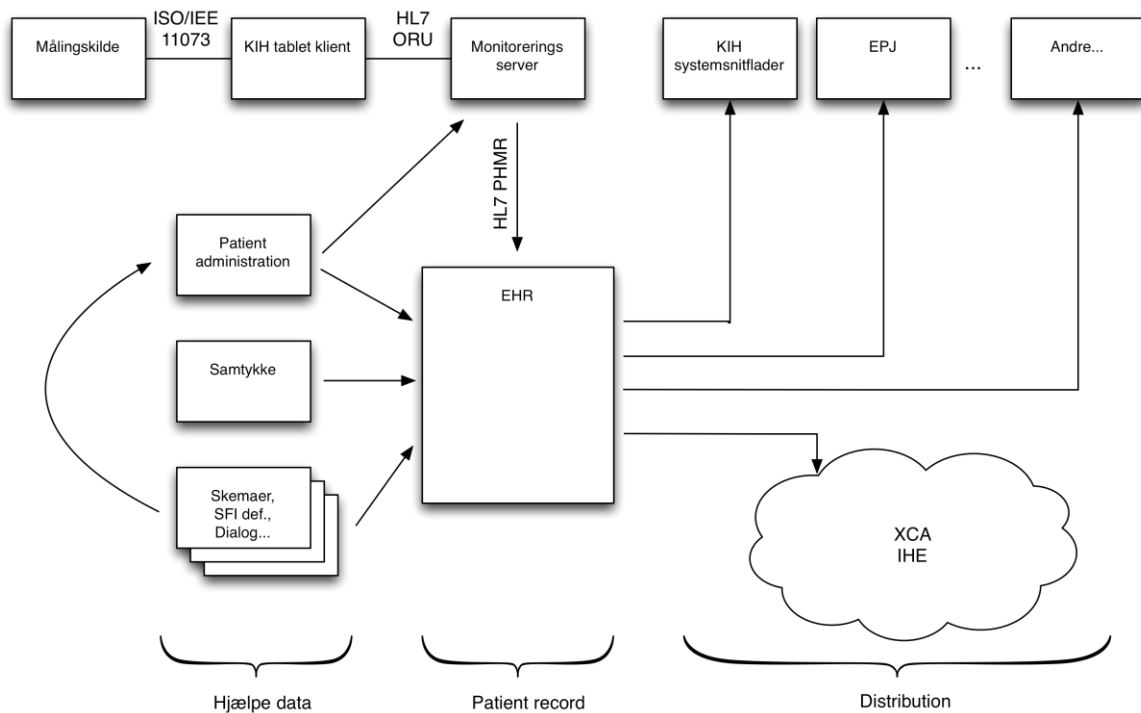 ISO/IEE
11073
HL7
ORU
Målingskilde
KIH tablet klient
Monitorerings
server
KIH
systemsnitflader
EPJ
...
Andre...
HL7 PHMR
Patient
administration
EHR
Samtykke
Skemaer,
SFI def.,
Dialog...
XCA
IHE
Hjælpe data
Patient record
Distribution